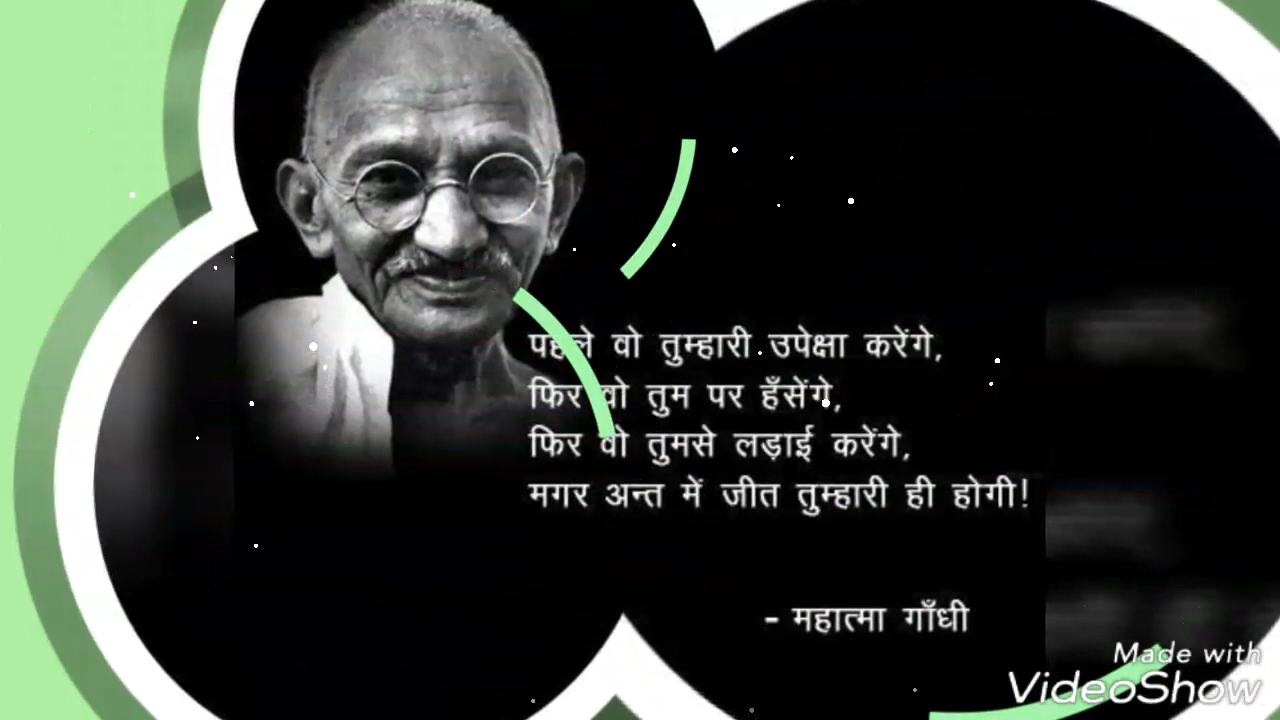 पहले वो तुम्हारी उपेक्षा करेंगे,
फिर वो तुम पर हँसेंगे,
फिर वो तुमसे लड़ाई करेंगे,
मगर अन्त में जीत तुम्हारी ही होगी!
- महात्मा गाँधी
Made with
VideoShow